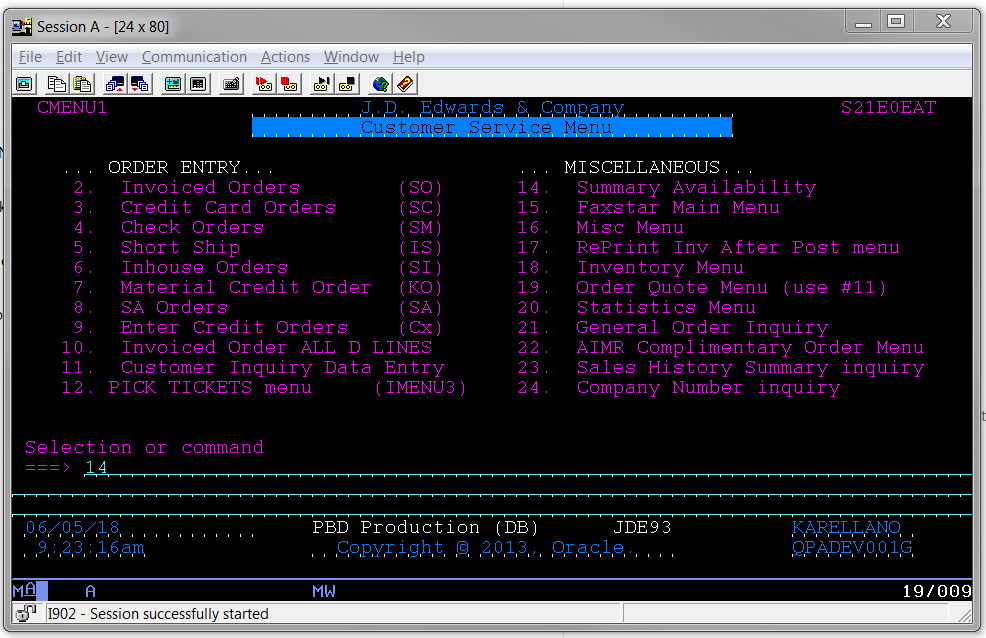 Session A - [24 x 80]
File Edit View Communication Actions Window Help
CMENU1 J.D. Edwards & Company S21E0EAT
Customer Service Menu
... ORDER ENTRY... ... MISCELLANEOUS...
2. Invoiced Orders (SO) 14. Summary Availability
3. Credit Card Orders (SC) 15. Faxstar Main Menu
4. Check Orders (SM) 16. Misc Menu
5. Short Ship (IS) 17. RePrint Inv After Post menu
6. Inhouse Orders (SI) 18. Inventory Menu
7. Material Credit Order (KO) 19. Order Quote Menu (use #11)
8. SA Orders (SA) 20. Statistics Menu
9. Enter Credit Orders (Cx) 21. General Order Inquiry
10. Invoiced Order ALL D LINES 22. AIMR Complimentary Order Menu
11. Customer Inquiry Data Entry 23. Sales History Summary inquiry
12. PICK TICKETS menu (IMENU3) 24. Company Number inquiry
Selection or command
===> 14
06/05/18 PBD Production (DB) JDE93 KARELLANO
9:23:16am Copyright @ 2013, Oracle. QPADEV001G
MA A MW 19/009
I902 - Session successfully started